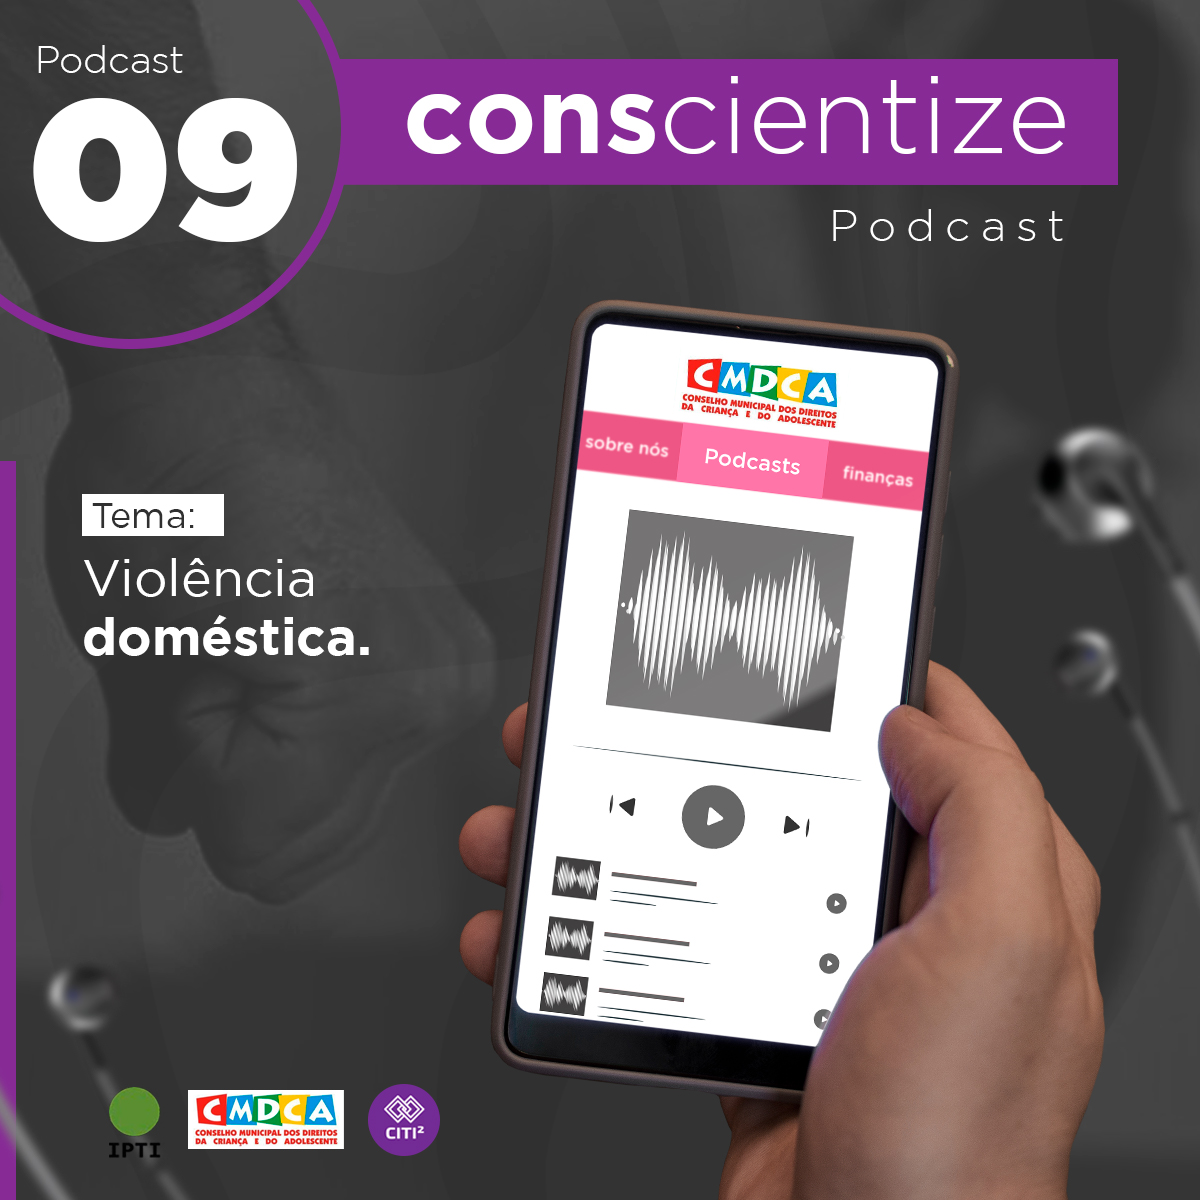 Podcast
09
conscientize
Podcast
Tema:
Violência
doméstica.
CMDCA
CONSELHO MUNICIPAL DOS DIREITOS
DA CRIANÇA E DO ADOLESCENTE
sobre nós
Podcasts
finanças
IPTI
CMDCA
CONSELHO MUNICIPAL DOS DIREITOS
DA CRIANÇA E DO ADOLESCENTE
CITI²